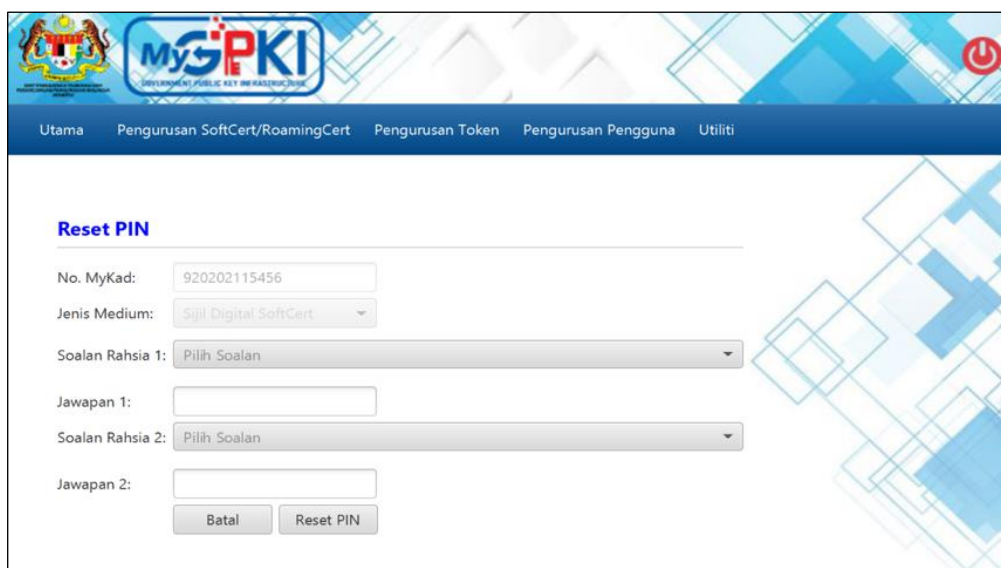 MyGPKI
GOVERNMENT PUBLIC KEY INFRASTRUCTURE
Utama Pengurusan SoftCert/RoamingCert Pengurusan Token Pengurusan Pengguna Utiliti
Reset PIN
No. MyKad: 920202115456
Jenis Medium: Sijil Digital SoftCert
Soalan Rahsia 1: Pilih Soalan
Jawapan 1:
Soalan Rahsia 2: Pilih Soalan
Jawapan 2:
Batal Reset PIN